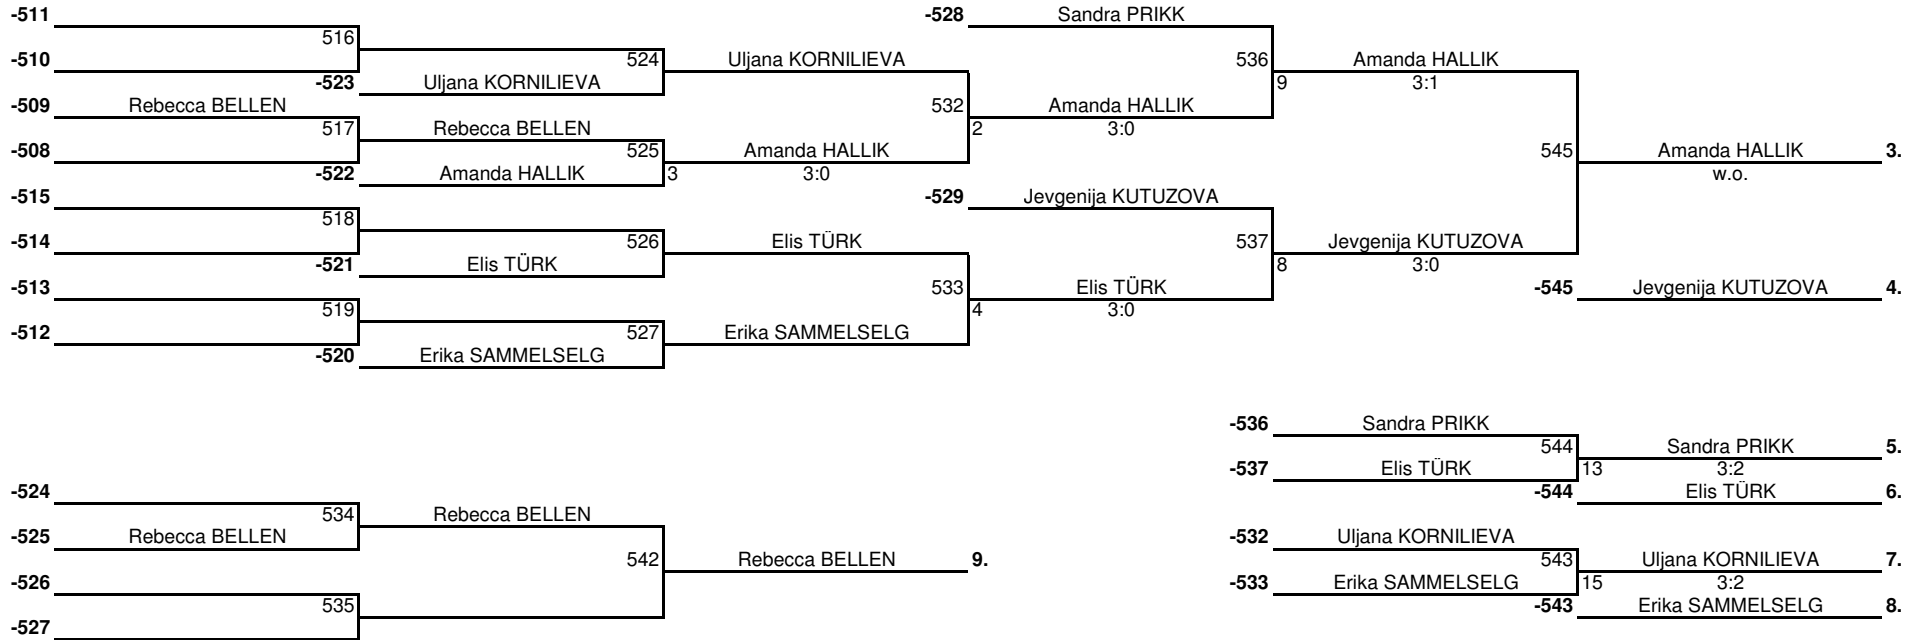 -511 -528 Sandra PRIKK
516
-510 524 Uljana KORNILIEVA 536 Amanda HALLIK
-523 Uljana KORNILIEVA 9 3:1
-509 Rebecca BELLEN 532 Amanda HALLIK
517 Rebecca BELLEN 2 3:0
-508 525 Amanda HALLIK 545 Amanda HALLIK 3.
-522 Amanda HALLIK 3 3:0 w.o.
-515 -529 Jevgenija KUTUZOVA
518
-514 526 Elis TÜRK 537 Jevgenija KUTUZOVA
-521 Elis TÜRK 8 3:0
-513 533 Elis TÜRK -545 Jevgenija KUTUZOVA 4.
519 4 3:0
-512 527 Erika SAMMELSELG
-520 Erika SAMMELSELG
-536 Sandra PRIKK
544 Sandra PRIKK 5.
-537 Elis TÜRK 13 3:2
-524 -544 Elis TÜRK 6.
534 Rebecca BELLEN
-525 Rebecca BELLEN -532 Uljana KORNILIEVA
542 Rebecca BELLEN 9. 543 Uljana KORNILIEVA 7.
-526 -533 Erika SAMMELSELG 15 3:2
535 -543 Erika SAMMELSELG 8.
-527